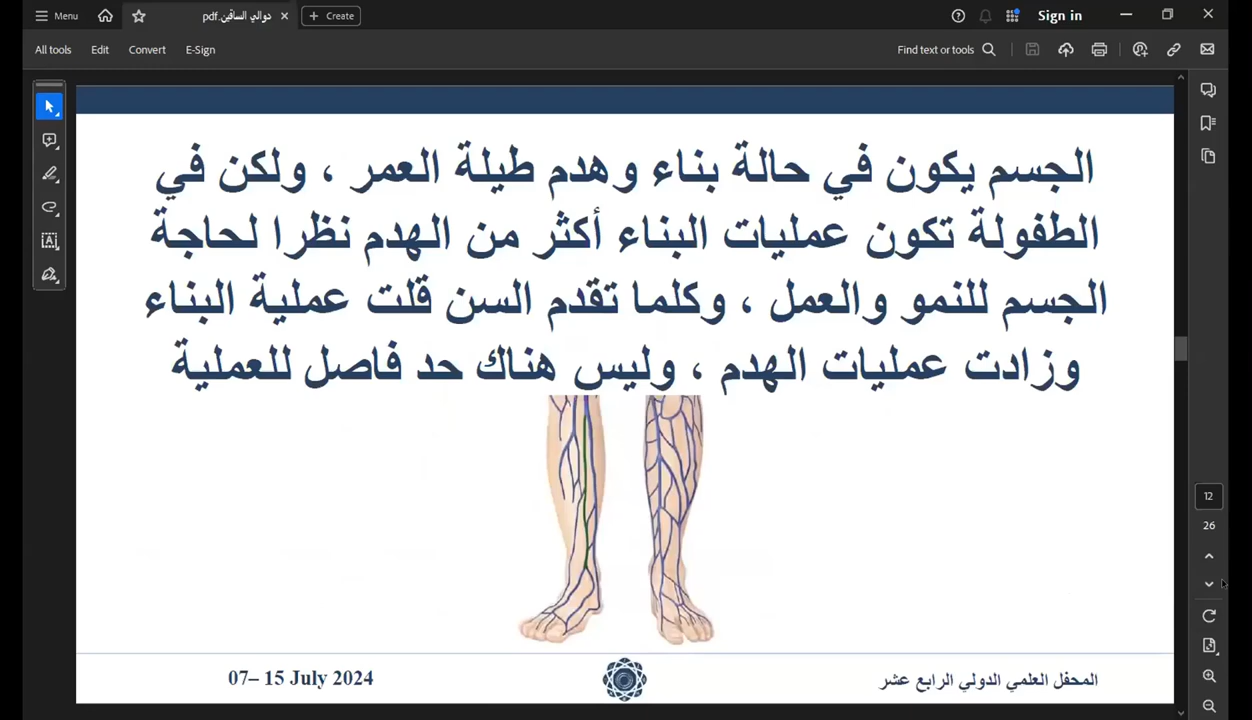 Menu
دوالي الساقين.pdf
Create
Sign in
All tools
Edit
Convert
E-Sign
Find text or tools
الجسم يكون في حالة بناء وهدم طيلة العمر ، ولكن في
الطفولة تكون عمليات البناء أكثر من الهدم نظرا لحاجة
الجسم للنمو والعمل ، وكلما تقدم السن قلت عملية البناء
وزادت عمليات الهدم ، وليس هناك حد فاصل للعملية
12
26
07– 15 July 2024
المحفل العلمي الدولي الرابع عشر